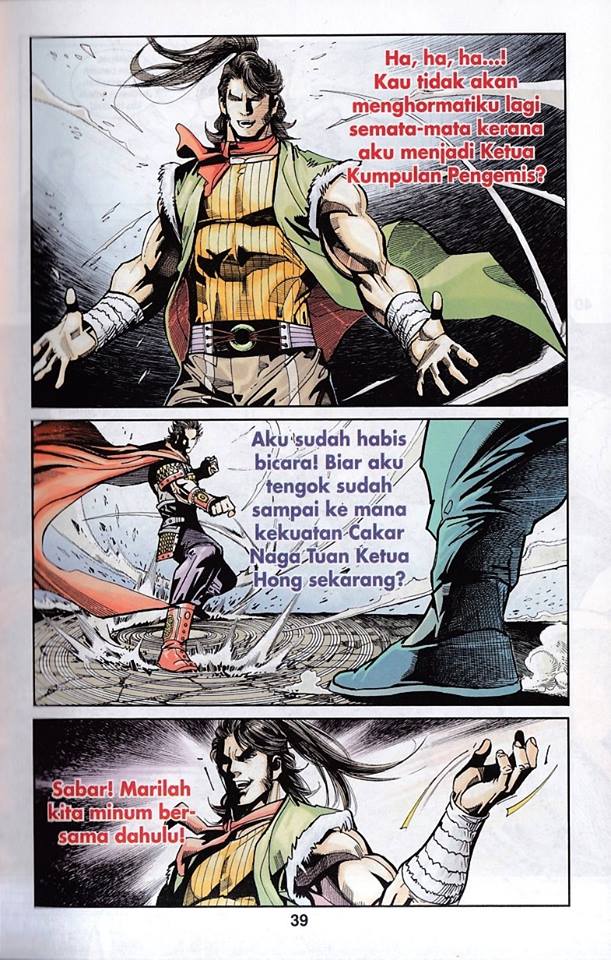 Ha, ha, ha...!
Kau tidak akan
menghormatiku lagi
semata-mata kerana
aku menjadi Ketua
Kumpulan Pengemis?
Aku sudah habis
bicara! Biar aku
tengok sudah
sampai ke mana
kekuatan Cakar
Naga Tuan Ketua
Hong sekarang?
Sabar! Marilah
kita minum ber-
sama dahulu!
39